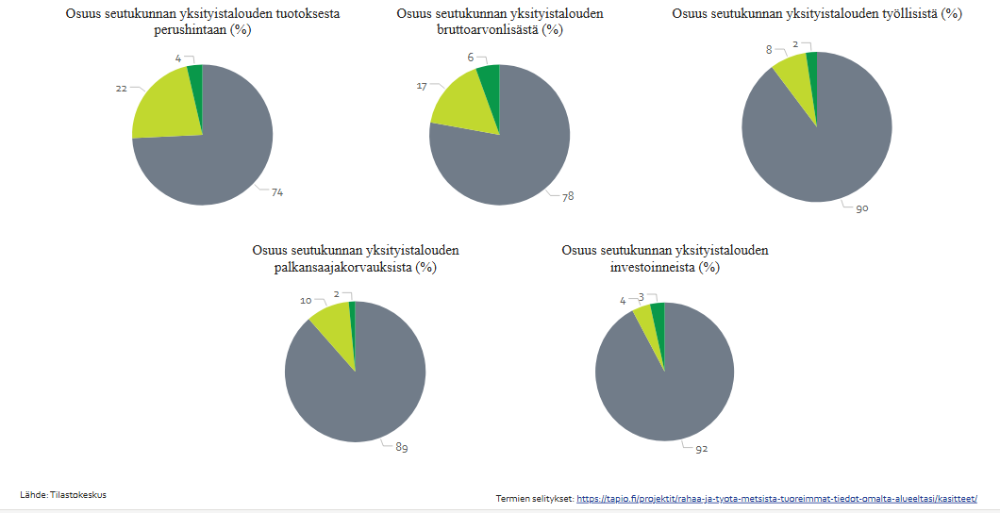 Osuus seutukunnan yksityistalouden tuotoksesta
perushintaan (%)
4
22
74
Osuus seutukunnan yksityistalouden
bruttoarvonlisästä (%)
6
17
78
Osuus seutukunnan yksityistalouden työllisistä (%)
2
8
90
Osuus seutukunnan yksityistalouden
palkansaajakorvauksista (%)
2
10
89
Osuus seutukunnan yksityistalouden
investoinneista (%)
3
4
92
Lähde: Tilastokeskus
Termien selitykset: https://tapio.fi/projektit/rahaa-ja-tyota-metsista-tuoreimmat-tiedot-omalta-alueeltasi/kasitteet/